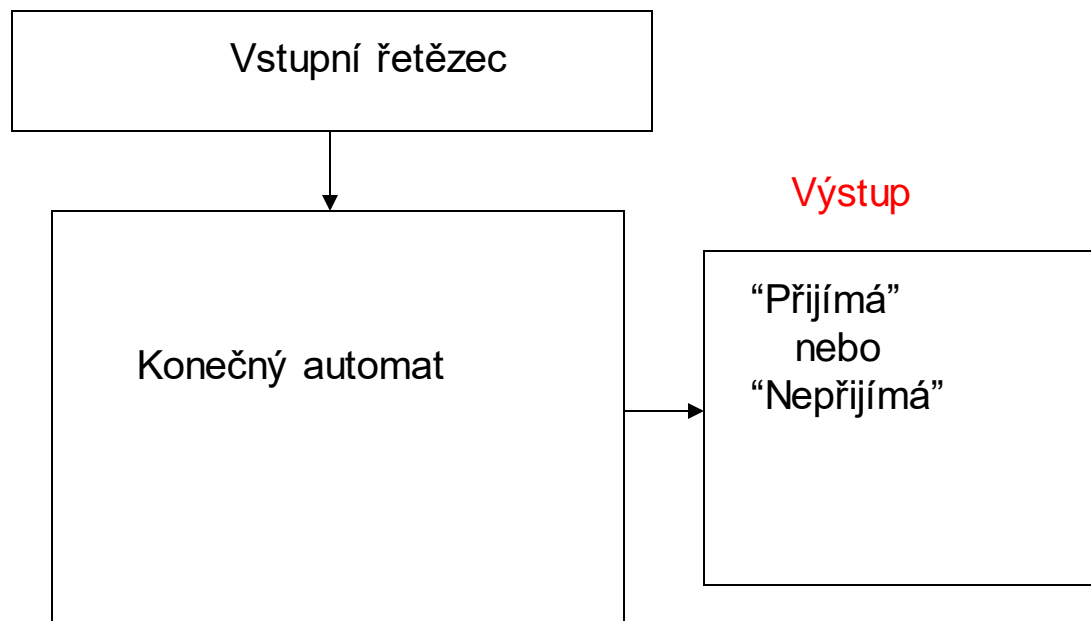 Vstupní řetězec
Výstup
“Přijímá”
nebo
“Nepřijímá”
Konečný automat